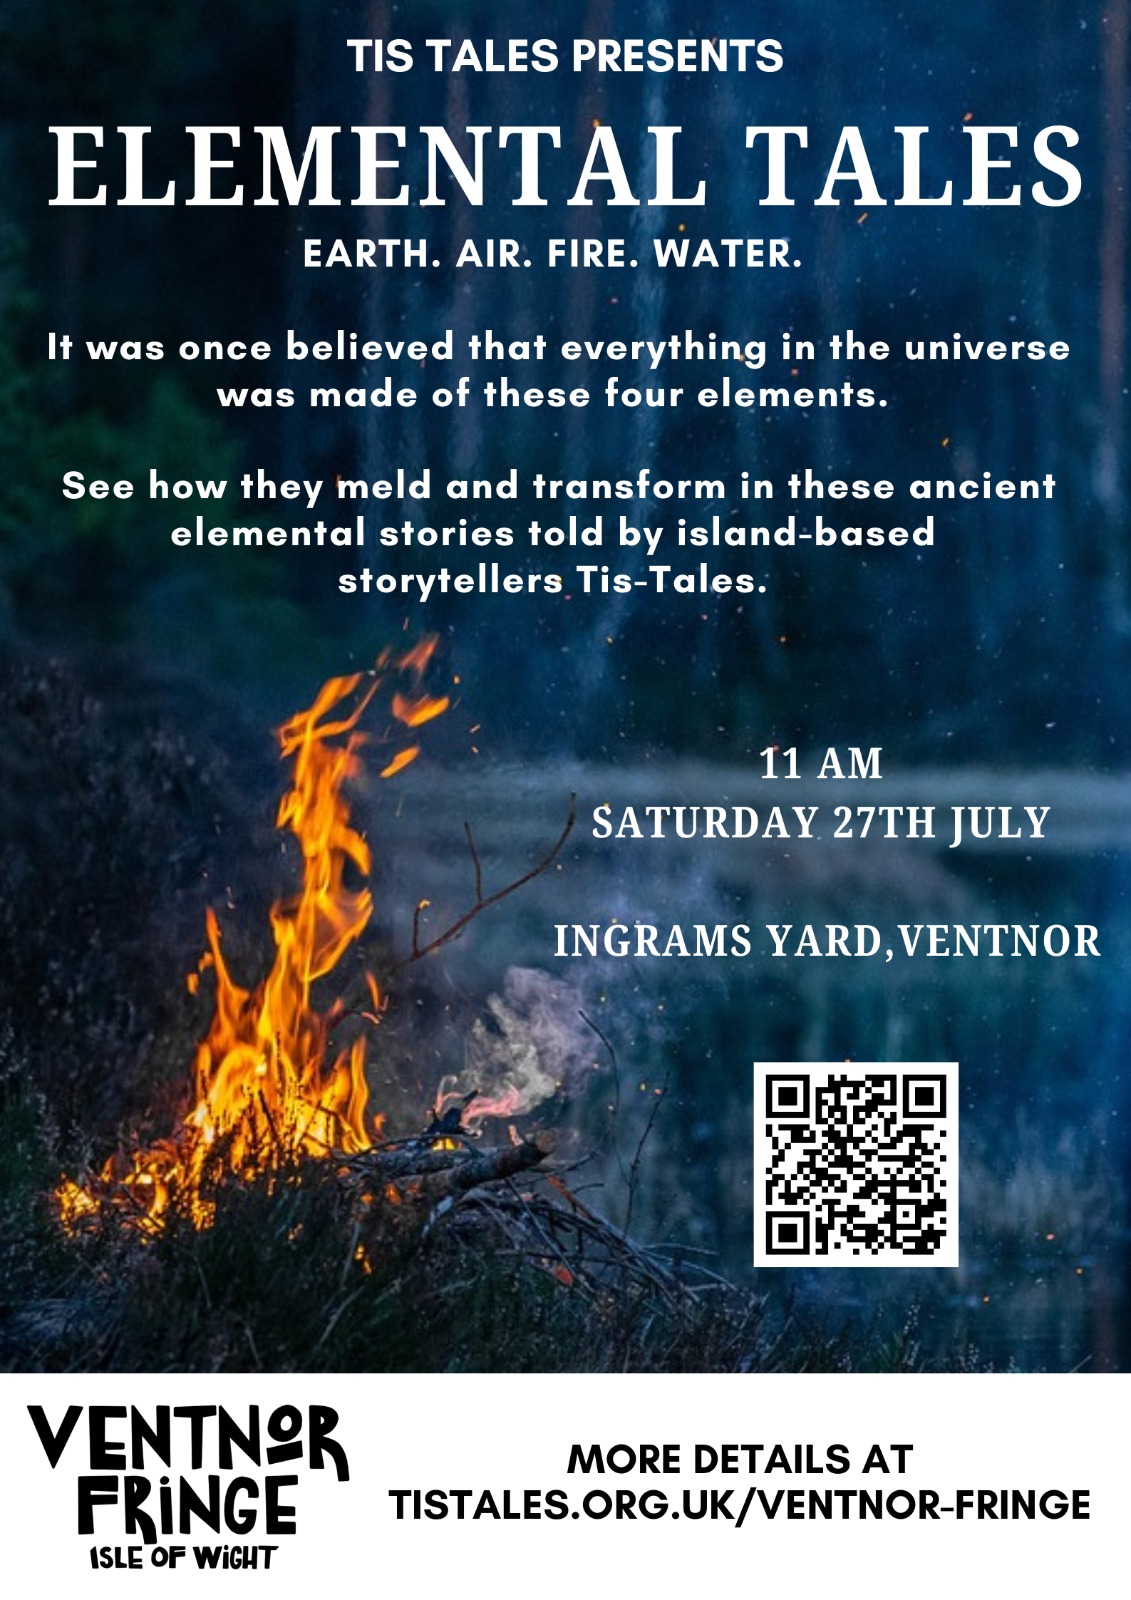 TIS TALES PRESENTS
ELEMENTAL TALES
EARTH. AIR. FIRE. WATER.
It was once believed that everything in the universe
was made of these four elements.
See how they meld and transform in these ancient
elemental stories told by island-based
storytellers Tis-Tales.
11 AM
SATURDAY 27TH JULY
INGRAMS YARD,VENTNOR
VENTNOR
FRiNGE
ISLE OF WiGHT
MORE DETAILS AT
TISTALES.ORG.UK/VENTNOR-FRINGE